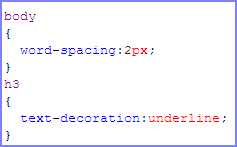 body
{
  word-spacing:2px;
}
h3
{
  text-decoration:underline;
}